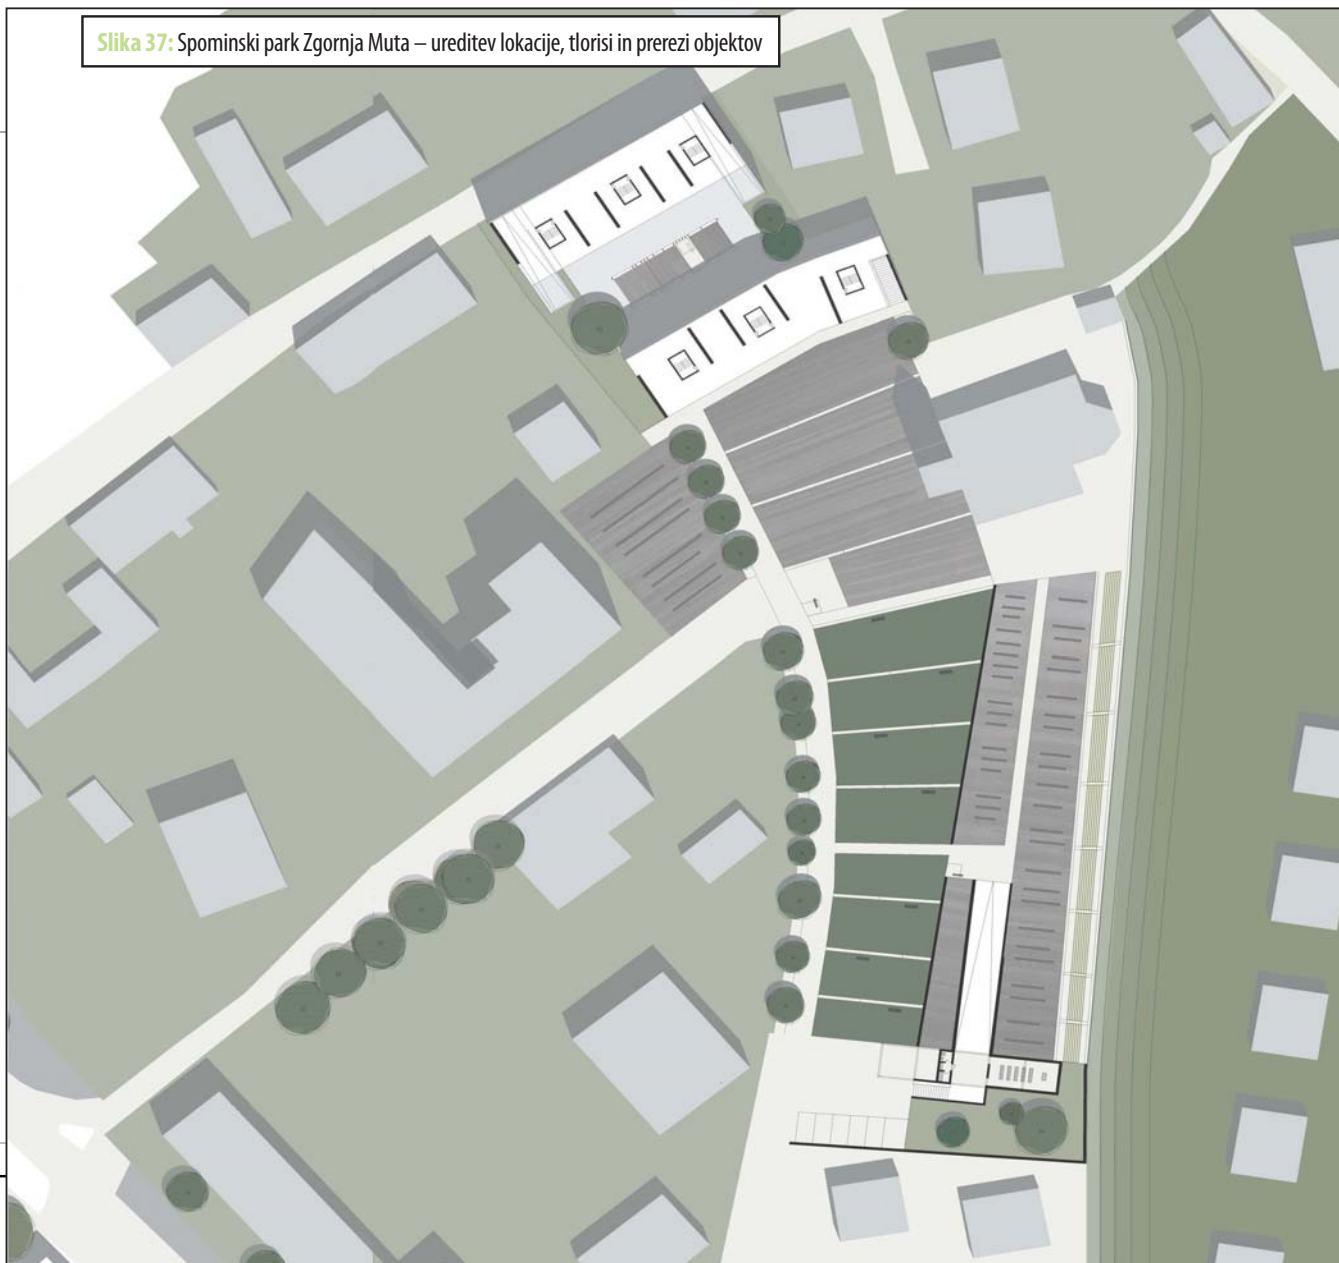 Slika 37: Spominski park Zgornja Muta – ureditev lokacije, tlorisi in prerezi objektov